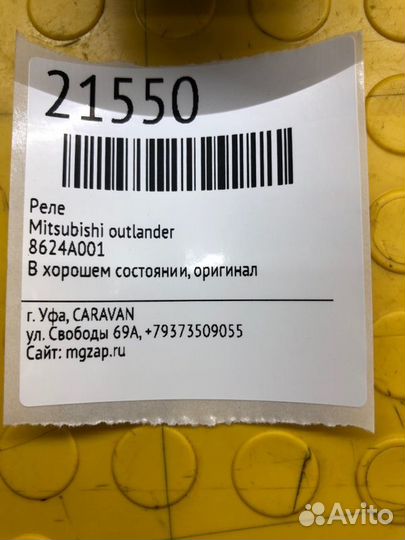 21550
Реле
Mitsubishi outlander
8624A001
В хорошем состоянии, оригинал
г. Уфа, CARAVAN
ул. Свободы 69А, +79373509055
Сайт: mgzap.ru
Avito